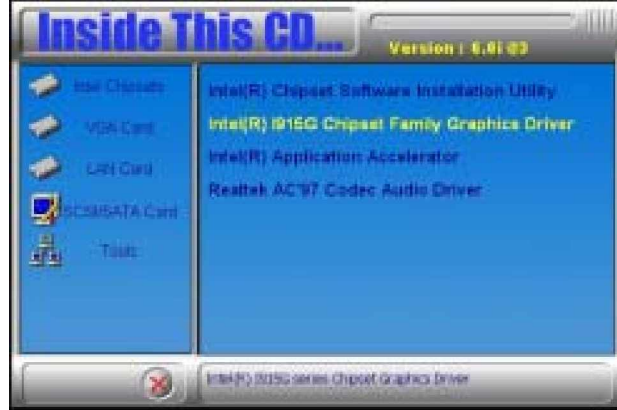 Inside This CD...
Version : 6.
Intel Chipsets
VGA Card
LAN Card
SCSI/SATA Card
Tools
Intel(R) Chipset Software Installation Utility
Intel(R) I915G Chipset Family Graphics Driver
Intel(R) Application Accelerator
Realtek AC'97 Codec Audio Driver
Intel(R) I915G series Chipset Graphics Driver